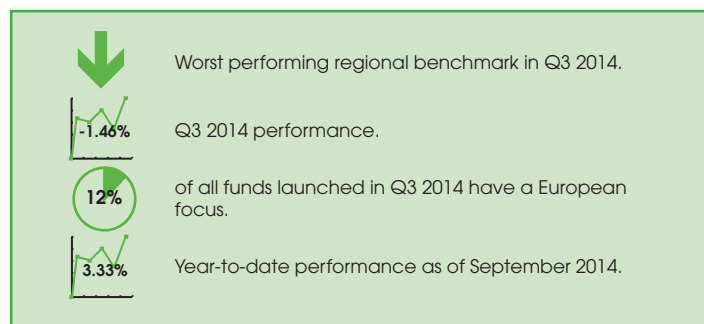 Worst performing regional benchmark in Q3 2014.
-1.46%
Q3 2014 performance.
12%
of all funds launched in Q3 2014 have a European
focus.
3.33%
Year-to-date performance as of September 2014.